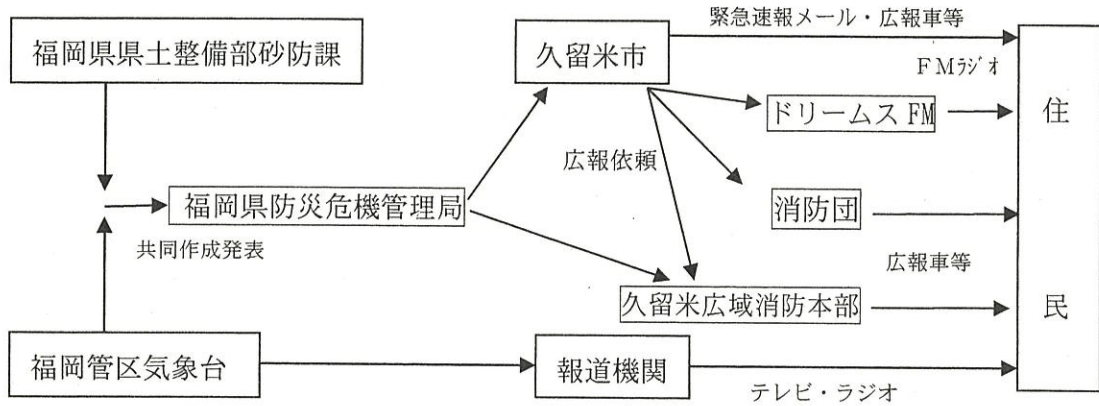 緊急速報メール・広報車等
福岡県県土整備部砂防課
久留米市
ＦＭラジオ
ドリームス FM
住
広報依頼
福岡県防災危機管理局
消防団
共同作成発表
広報車等
久留米広域消防本部
民
福岡管区気象台
報道機関
テレビ・ラジオ